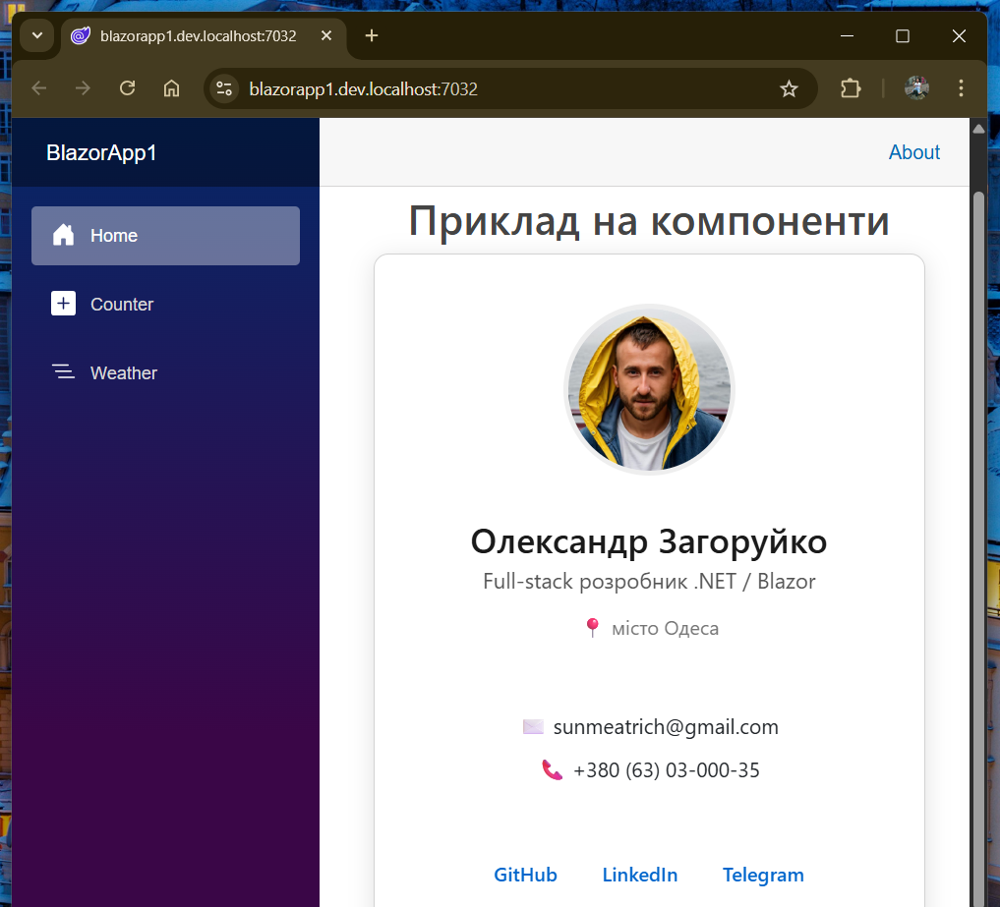 blazorapp1.dev.localhost:7032
blazorapp1.dev.localhost:7032
BlazorApp1
About
Home
Counter
Weather
Приклад на компоненти
Олександр Загоруйко
Full-stack розробник .NET / Blazor
місто Одеса
sunmeatrich@gmail.com
+380 (63) 03-000-35
GitHub LinkedIn Telegram